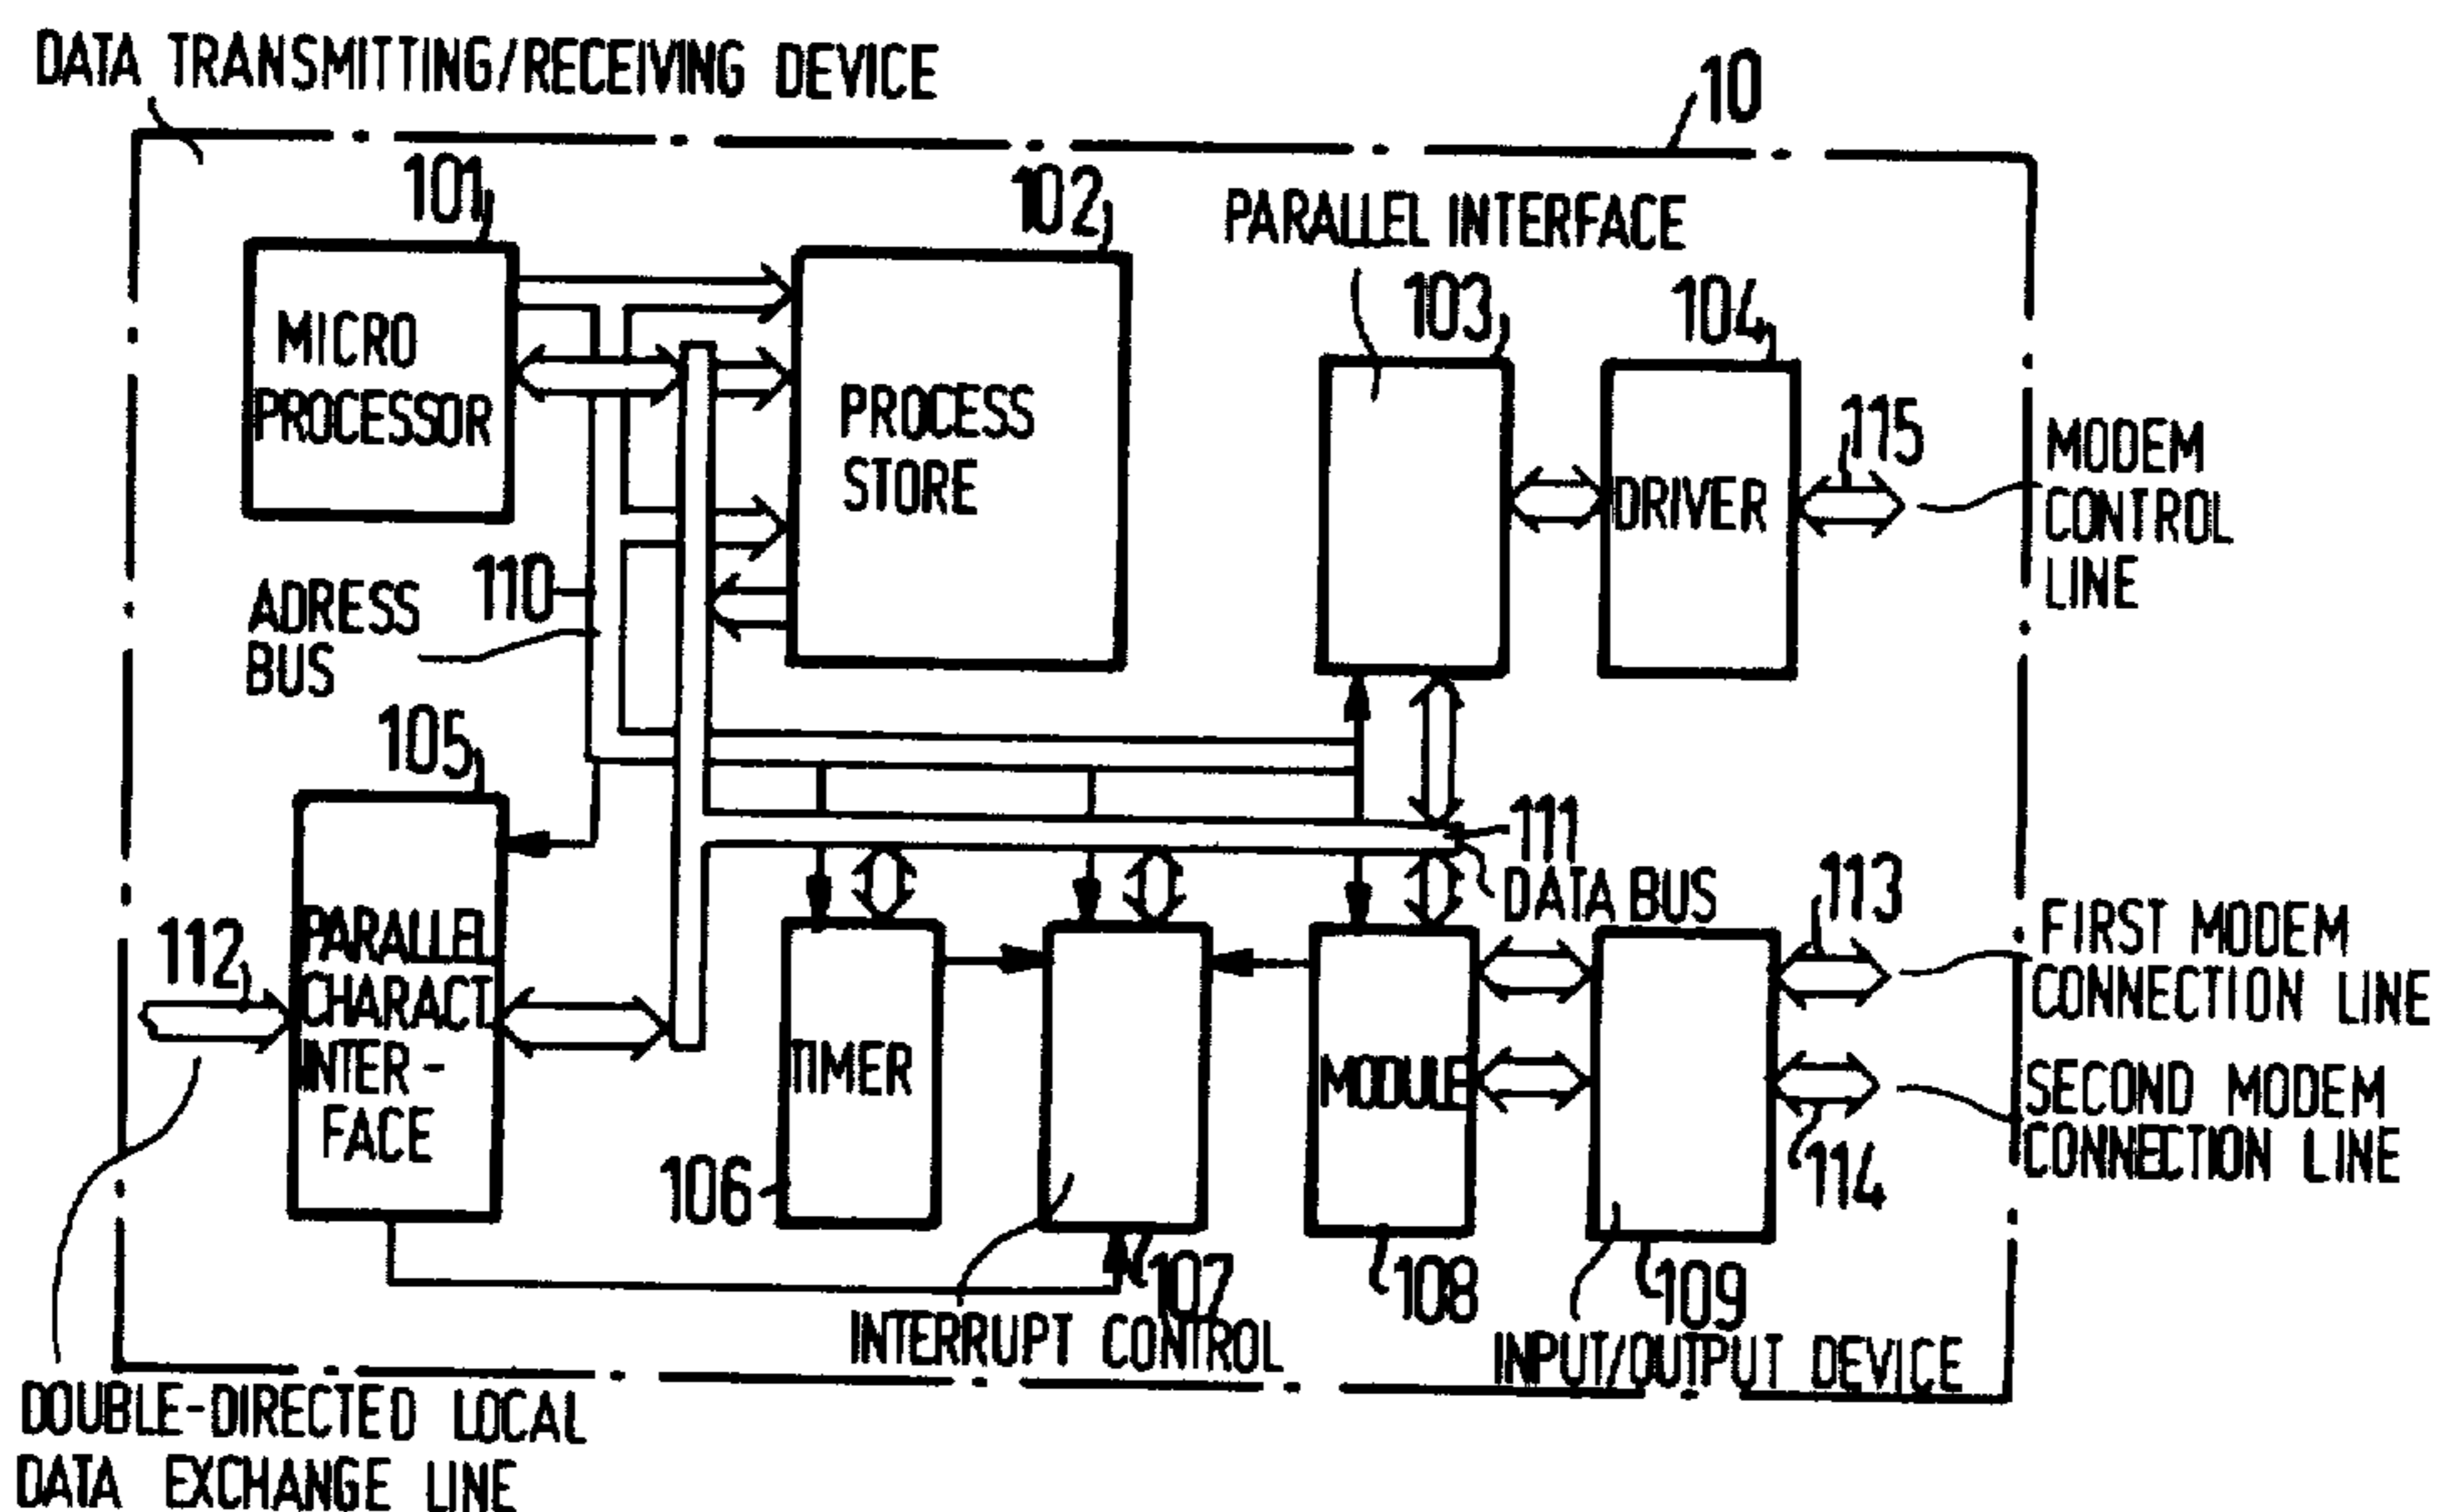 DATA TRANSMITTING/RECEIVING DEVICE
10
101
102
PARALLEL INTERFACE
103
104
MICRO
PROCESSOR
PROCESS
STORE
DRIVER
115
MODEM
CONTROL
LINE
110
ADRESS
BUS
105
111
DATA BUS
113
FIRST MODEM
CONNECTION LINE
112
PARALLEL
CHARACT
INTER-
FACE
TIMER
MODULE
SECOND MODEM
CONNECTION LINE
114
106
107
108
109
INTERRUPT CONTROL
INPUT/OUTPUT DEVICE
DOUBLE-DIRECTED LOCAL
DATA EXCHANGE LINE